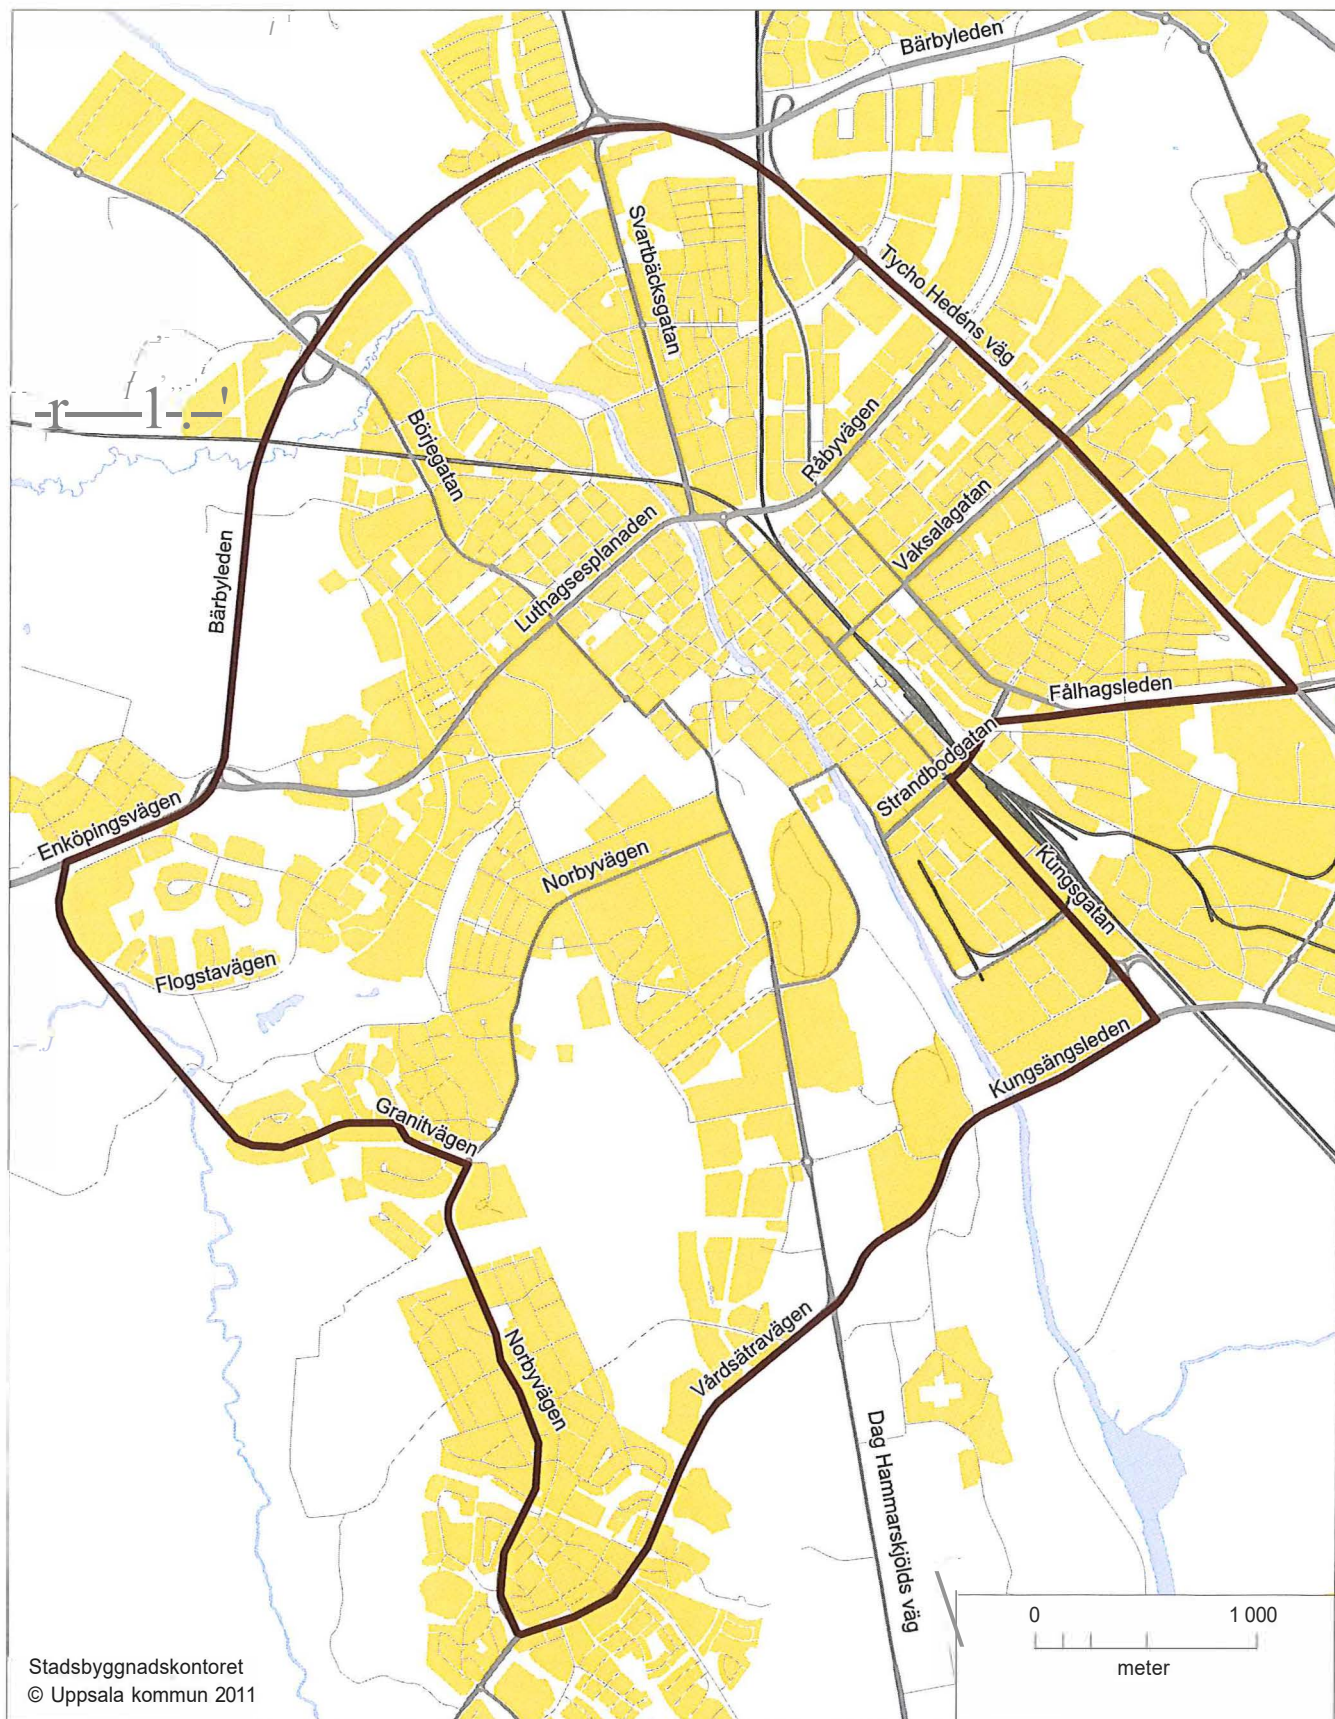 Bärbyleden
Svartbäcksgatan
Tycho Hedéns väg
Börjegatan
Råbyvägen
Vaksalagatan
Luthagsesplanaden
Bärbyleden
Fålhagsleden
Strandbodgatan
Enköpingsvägen
Norbyvägen
Kungsgatan
Flogstavägen
Kungsängsleden
Granitvägen
Norbyvägen
Vårdsätravägen
Dag Hammarskjölds väg
0 1 000
meter
Stadsbyggnadskontoret
© Uppsala kommun 2011